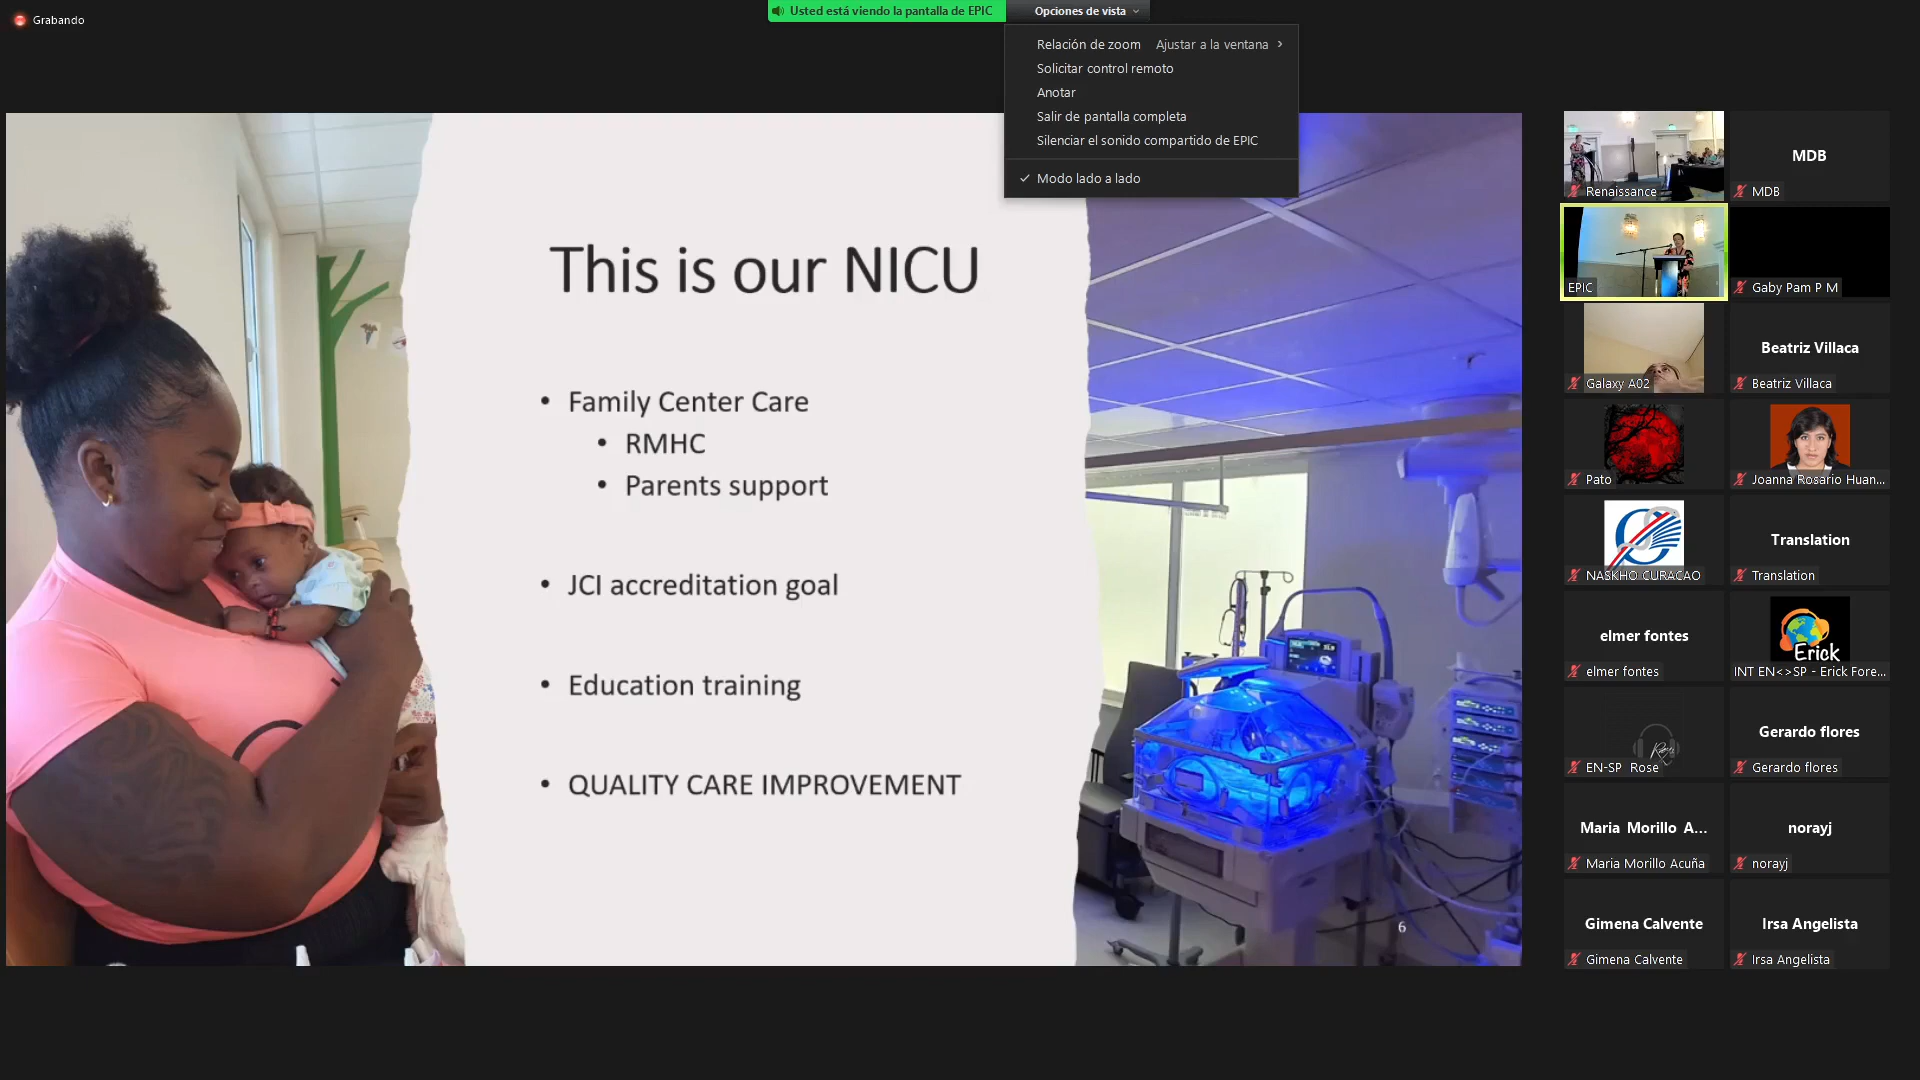 Grabando
Usted está viendo la pantalla de EPIC
Opciones de vista
Relación de zoom Ajustar a la ventana
Solicitar control remoto
Anotar
Salir de pantalla completa
Silenciar el sonido compartido de EPIC
Modo lado a lado
This is our NICU
• Family Center Care
• RMHC
• Parents support
• JCI accreditation goal
• Education training
• QUALITY CARE IMPROVEMENT
6
Renaissance
MDB
MDB
EPIC
Gaby Pam P M
Galaxy A02
Beatriz Villaca
Beatriz Villaca
Pato
Joanna Rosario Huan...
NASKHO CURACAO
Translation
Translation
elmer fontes
elmer fontes
Erick
INT EN<>SP - Erick Fore...
EN-SP Rose
Gerardo flores
Gerardo flores
Maria Morillo A...
Maria Morillo Acuña
norayj
norayj
Gimena Calvente
Gimena Calvente
Irsa Angelista
Irsa Angelista